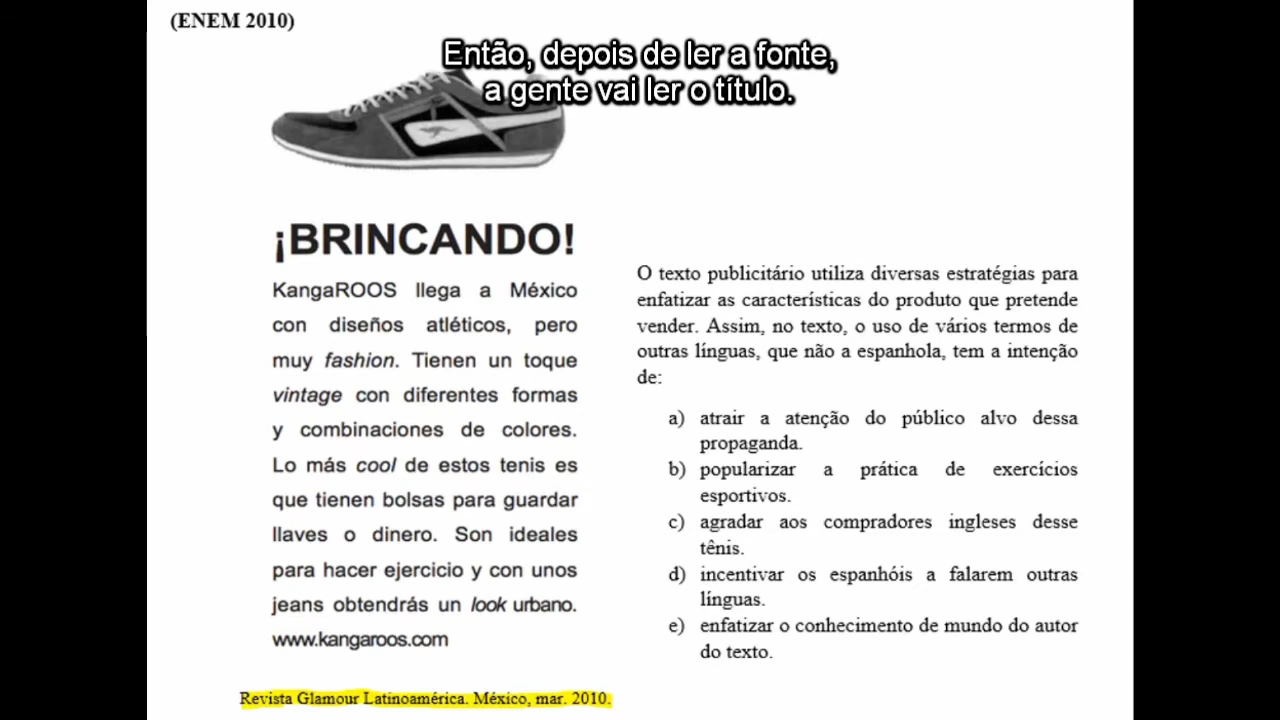 (ENEM 2010)
Então, depois de ler a fonte,
a gente vai ler o título.
¡BRINCANDO!
KangaROOS llega a México
con diseños atléticos, pero
muy fashion. Tienen un toque
vintage con diferentes formas
y combinaciones de colores.
Lo más cool de estos tenis es
que tienen bolsas para guardar
llaves o dinero. Son ideales
para hacer ejercicio y con unos
jeans obtendrás un look urbano.
www.kangaroos.com
Revista Glamour Latinoamérica. México, mar. 2010.
O texto publicitário utiliza diversas estratégias para
enfatizar as características do produto que pretende
vender. Assim, no texto, o uso de vários termos de
outras línguas, que não a espanhola, tem a intenção
de:
a) atrair a atenção do público alvo dessa
propaganda.
b) popularizar a prática de exercícios
esportivos.
c) agradar aos compradores ingleses desse
tênis.
d) incentivar os espanhóis a falarem outras
línguas.
e) enfatizar o conhecimento de mundo do autor
do texto.